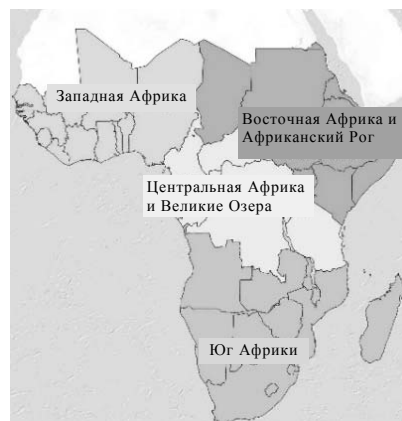 Западная Африка
Восточная Африка и
Африканский Рог
Центральная Африка
и Великие Озера
Юг Африки